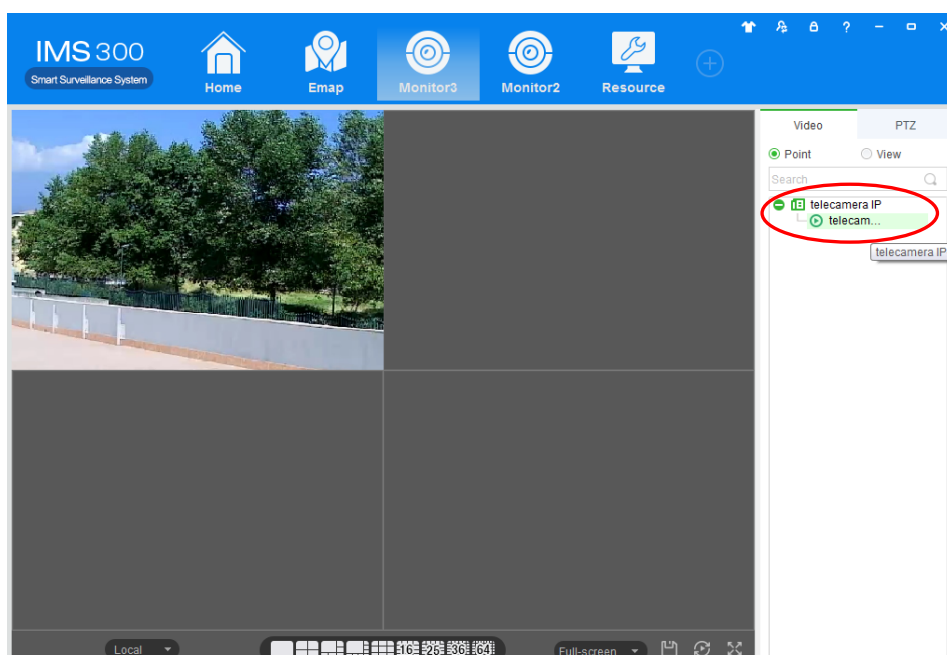 IMS 300
Smart Surveillance System
Home
Emap
Monitor3
Monitor2
Resource
Video
PTZ
Point
View
Search
telecamera IP
telecam...
telecamera IP
Local
16 25 36 64
Full-screen